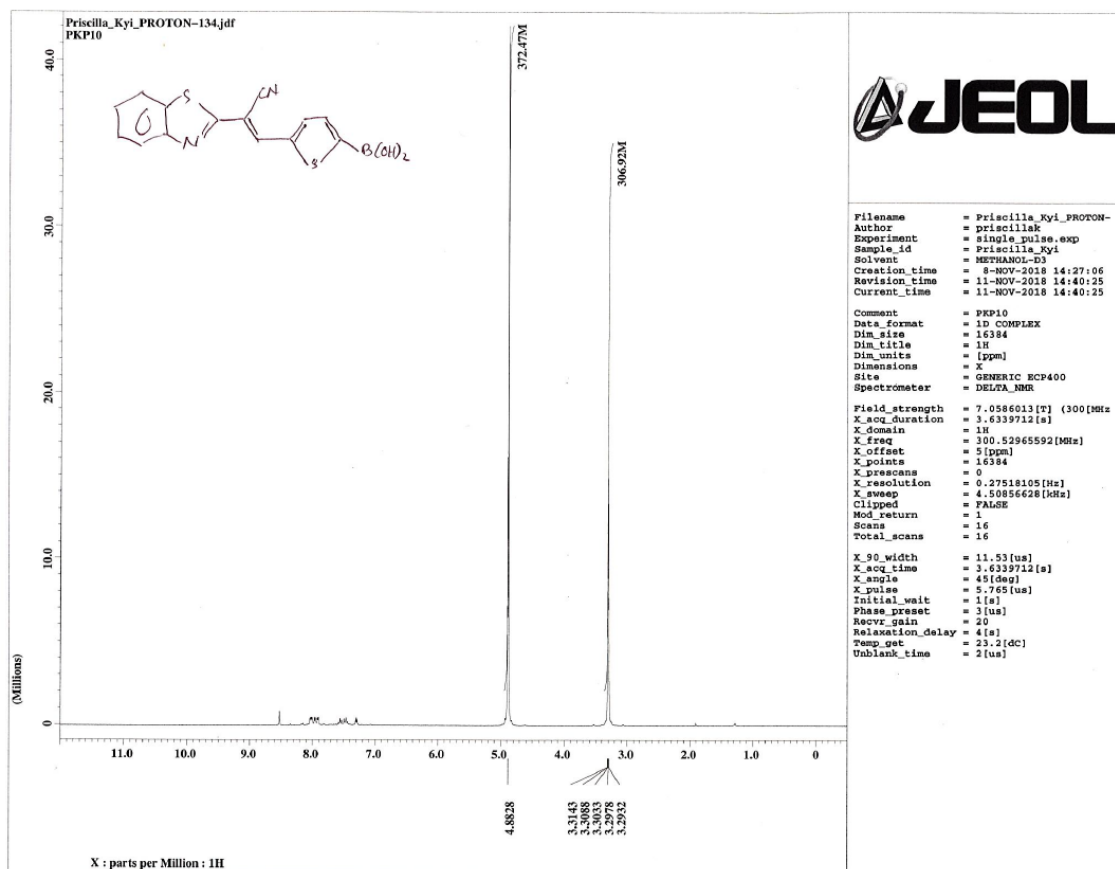 Priscilla_Kyi_PROTON-134.jdf
PKP10
S
CN
N
S
B(OH)2
372.47M
306.92M
40.0
30.0
20.0
10.0
0
(Millions)
11.0 10.0 9.0 8.0 7.0 6.0 5.0 4.0 3.0 2.0 1.0 0
4.8828
3.3143
3.3088
3.3033
3.2978
3.2932
X : parts per Million : 1H
JEOL
Filename = Priscilla_Kyi_PROTON-
Author = priscillak
Experiment = single_pulse.exp
Sample_id = Priscilla_Kyi
Solvent = METHANOL-D3
Creation_time = 8-NOV-2018 14:27:06
Revision_time = 11-NOV-2018 14:40:25
Current_time = 11-NOV-2018 14:40:25
Comment = PKP10
Data_format = 1D COMPLEX
Dim_size = 16384
Dim_title = 1H
Dim_units = [ppm]
Dimensions = X
Site = GENERIC ECP400
Spectrometer = DELTA_NMR
Field_strength = 7.0586013[T] (300[MHz
X_acq_duration = 3.6339712[s]
X_domain = 1H
X_freq = 300.52965592[MHz]
X_offset = 5[ppm]
X_points = 16384
X_prescans = 0
X_resolution = 0.27518105[Hz]
X_sweep = 4.50856628[kHz]
Clipped = FALSE
Mod_return = 1
Scans = 16
Total_scans = 16
X_90_width = 11.53[us]
X_acq_time = 3.6339712[s]
X_angle = 45[deg]
X_pulse = 5.765[us]
Initial_wait = 1[s]
Phase_preset = 3[us]
Recvr_gain = 20
Relaxation_delay = 4[s]
Temp_get = 23.2[dC]
Unblank_time = 2[us]